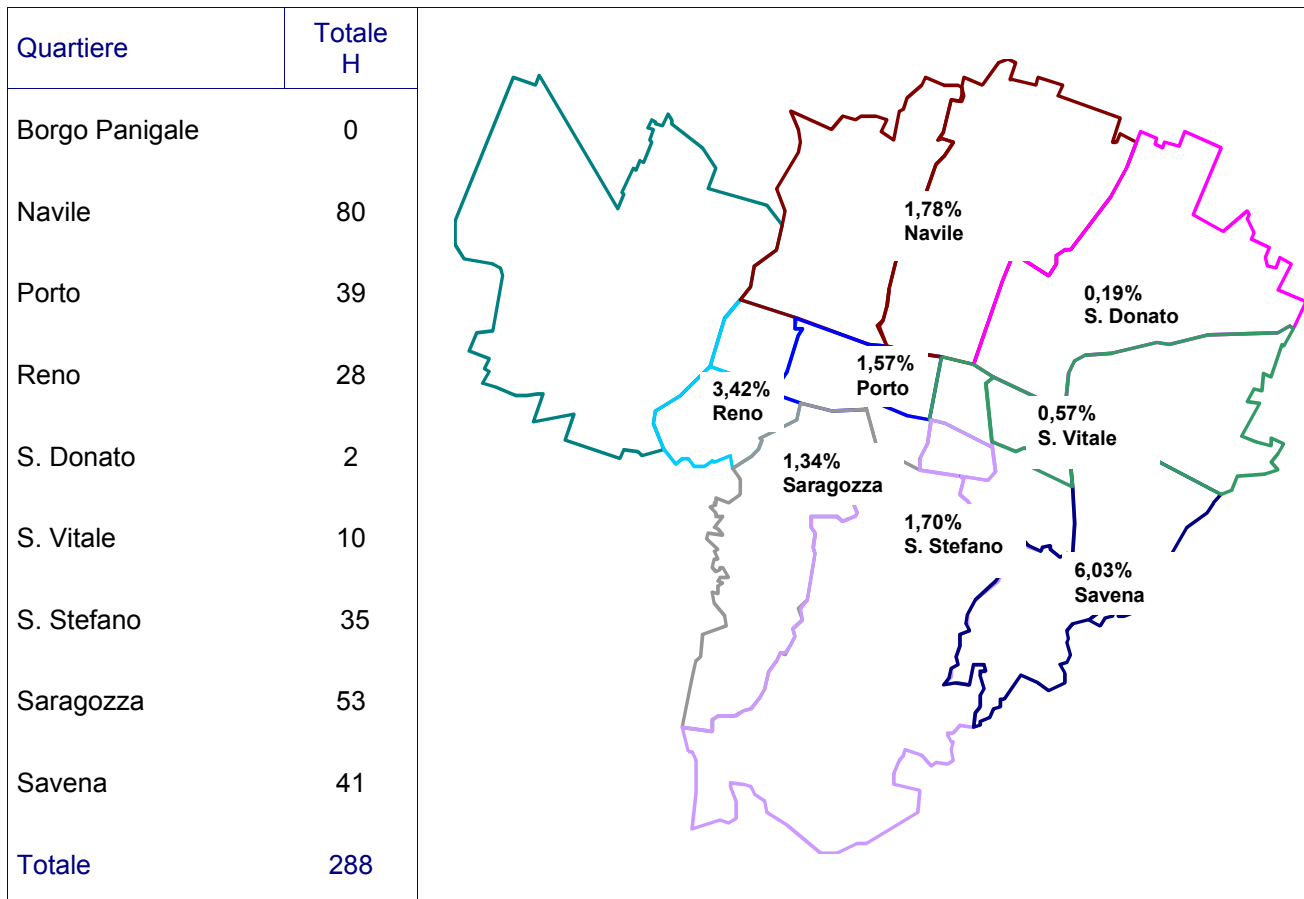 Quartiere
Totale
H
Borgo Panigale 0
Navile 80
Porto 39
Reno 28
S. Donato 2
S. Vitale 10
S. Stefano 35
Saragozza 53
Savena 41
Totale 288
1,78%
Navile
0,19%
S. Donato
1,57%
Porto
3,42%
Reno
0,57%
S. Vitale
1,34%
Saragozza
1,70%
S. Stefano
6,03%
Savena